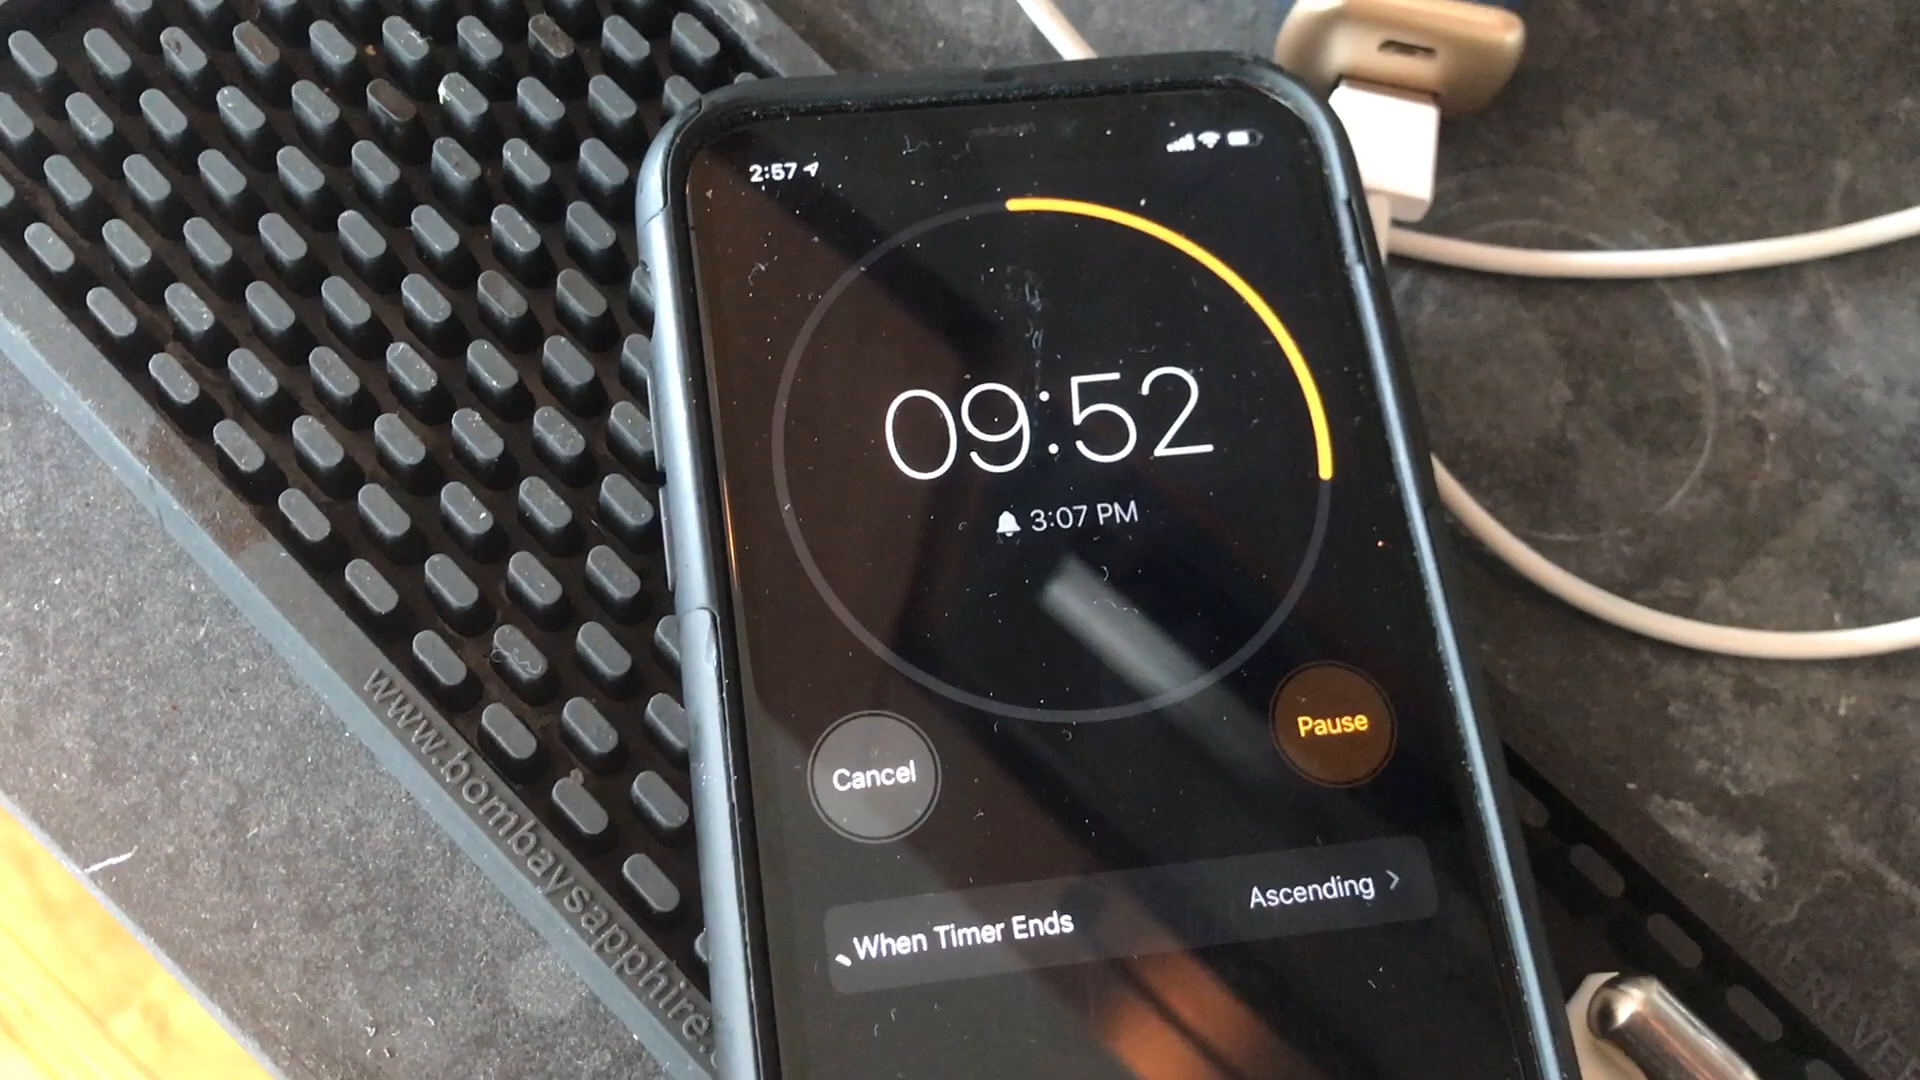 2:57
09:52
3:07 PM
Cancel
Pause
When Timer Ends
Ascending
www.bombaysapphire.